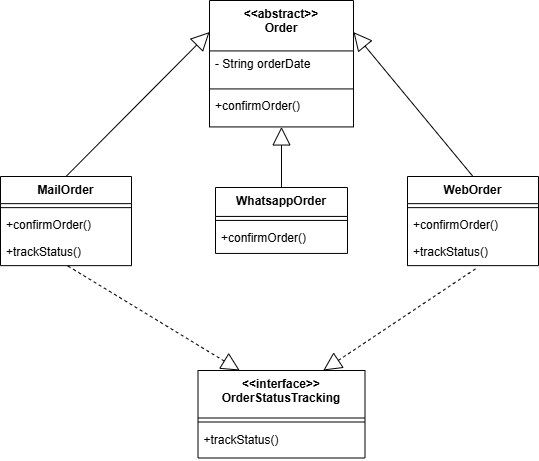 <<abstract>>
Order
- String orderDate
+confirmOrder()
MailOrder
+confirmOrder()
+trackStatus()
WhatsappOrder
+confirmOrder()
WebOrder
+confirmOrder()
+trackStatus()
<<interface>>
OrderStatusTracking
+trackStatus()